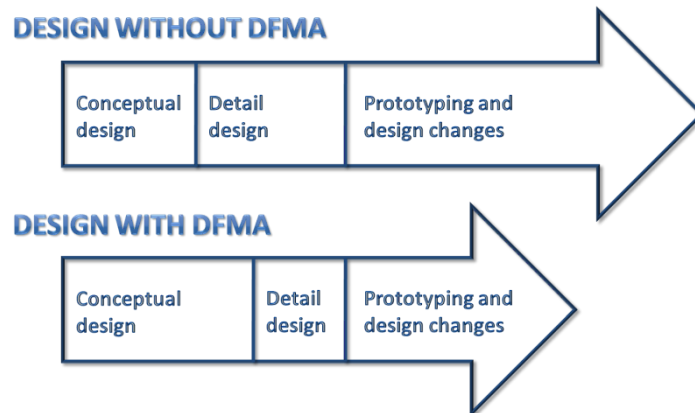 DESIGN WITHOUT DFMA
Conceptual
design
Detail
design
Prototyping and
design changes
DESIGN WITH DFMA
Conceptual
design
Detail
design
Prototyping and
design changes